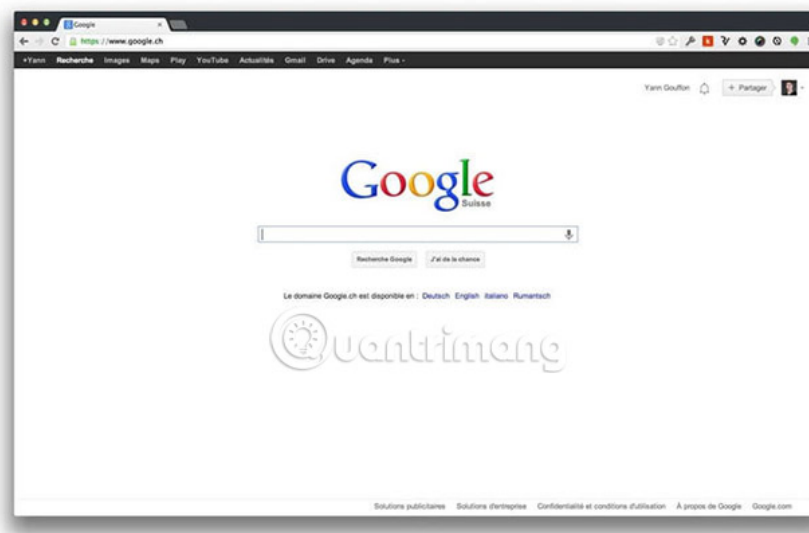 Google
https://www.google.ch
+Yann Recherche Images Maps Play YouTube Actualités Gmail Drive Agenda Plus
Yann Gouffon + Partager
Google
Suisse
Recherche Google J'ai de la chance
Le domaine Google.ch est disponible en : Deutsch English italiano Rumantsch
Quantrimang
Solutions publicitaires Solutions d'entreprise Confidentialité et conditions d'utilisation À propos de Google Google.com